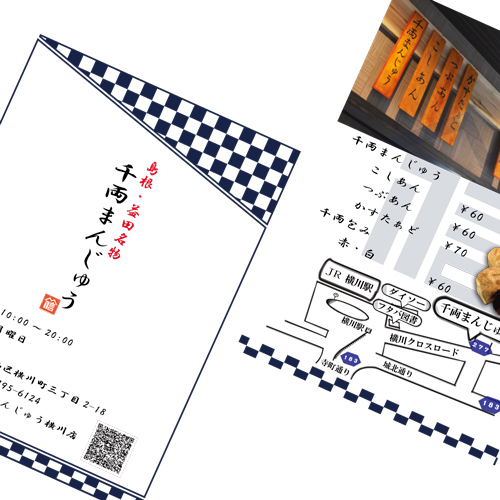 島根・益田名物
千両まんじゅう
10:00～20:00
曜日
区横川町三丁目2-18
95-6124
んじゅう横川店
千両まんじゅう
こしあん
つぶあん
かすたあど
千両まんじゅう
こしあん
つぶあん
かすたあど
千両包み
赤・白
￥60
￥60
￥70
￥60
JR 横川駅
ダイソー
フタバ図書
千両まんじゅ
横川駅
横川クロスロード
277
183
寺町通り
城北通り
183